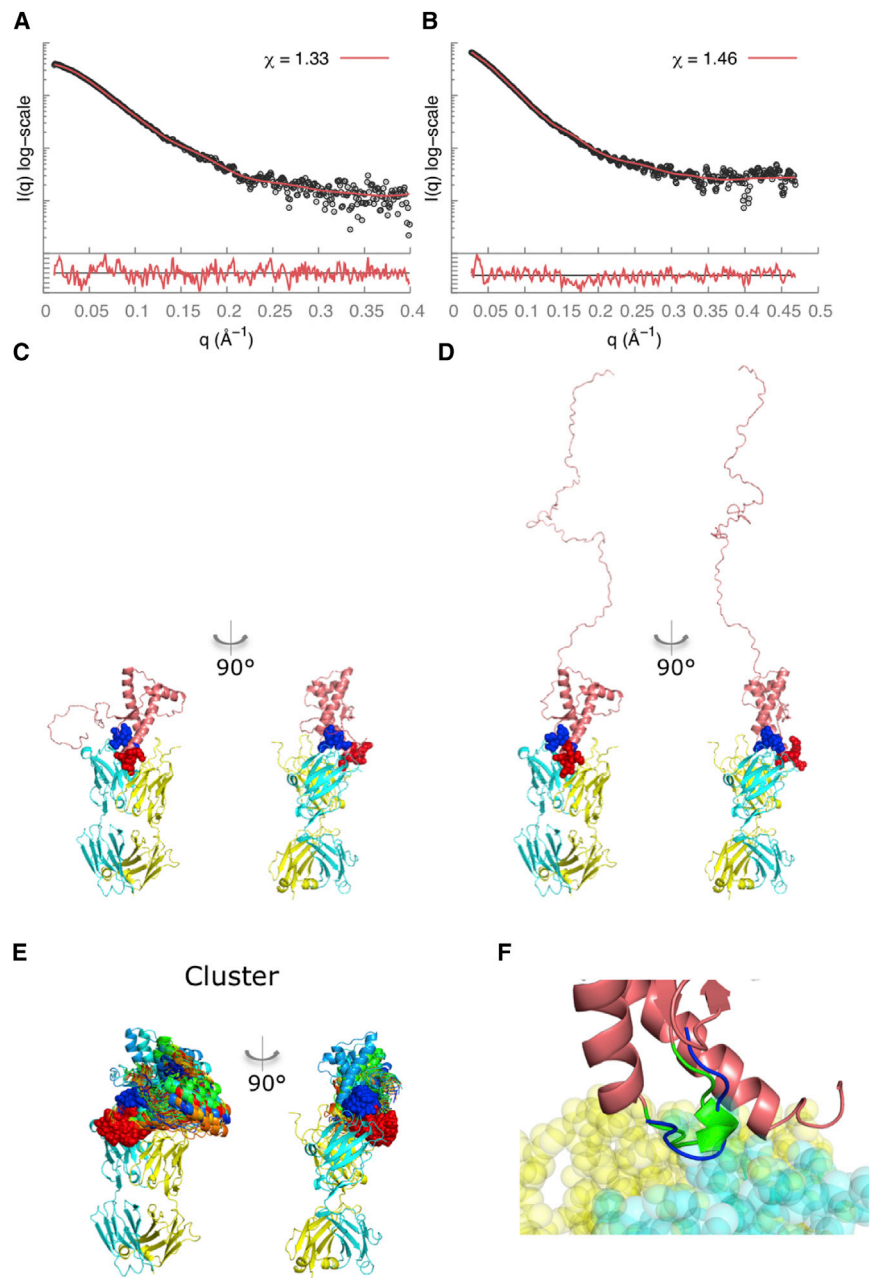 A
B
χ = 1.33
χ = 1.46
I(q) log−scale
I(q) log−scale
0 0.05 0.1 0.15 0.2 0.25 0.3 0.35 0.4
0 0.05 0.1 0.15 0.2 0.25 0.3 0.35 0.4 0.45 0.5
q (Å⁻¹)
q (Å⁻¹)
C
D
90°
90°
E
F
Cluster
90°